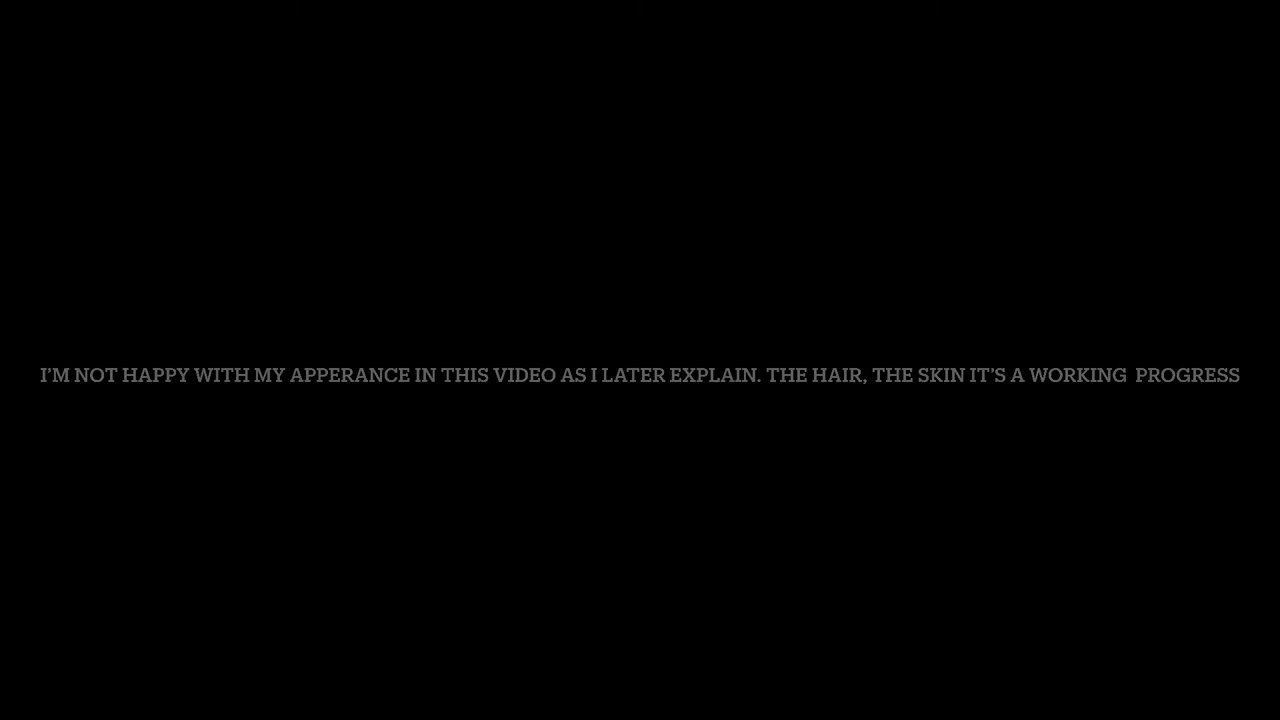 I’M NOT HAPPY WITH MY APPERANCE IN THIS VIDEO AS I LATER EXPLAIN. THE HAIR, THE SKIN IT’S A WORKING  PROGRESS